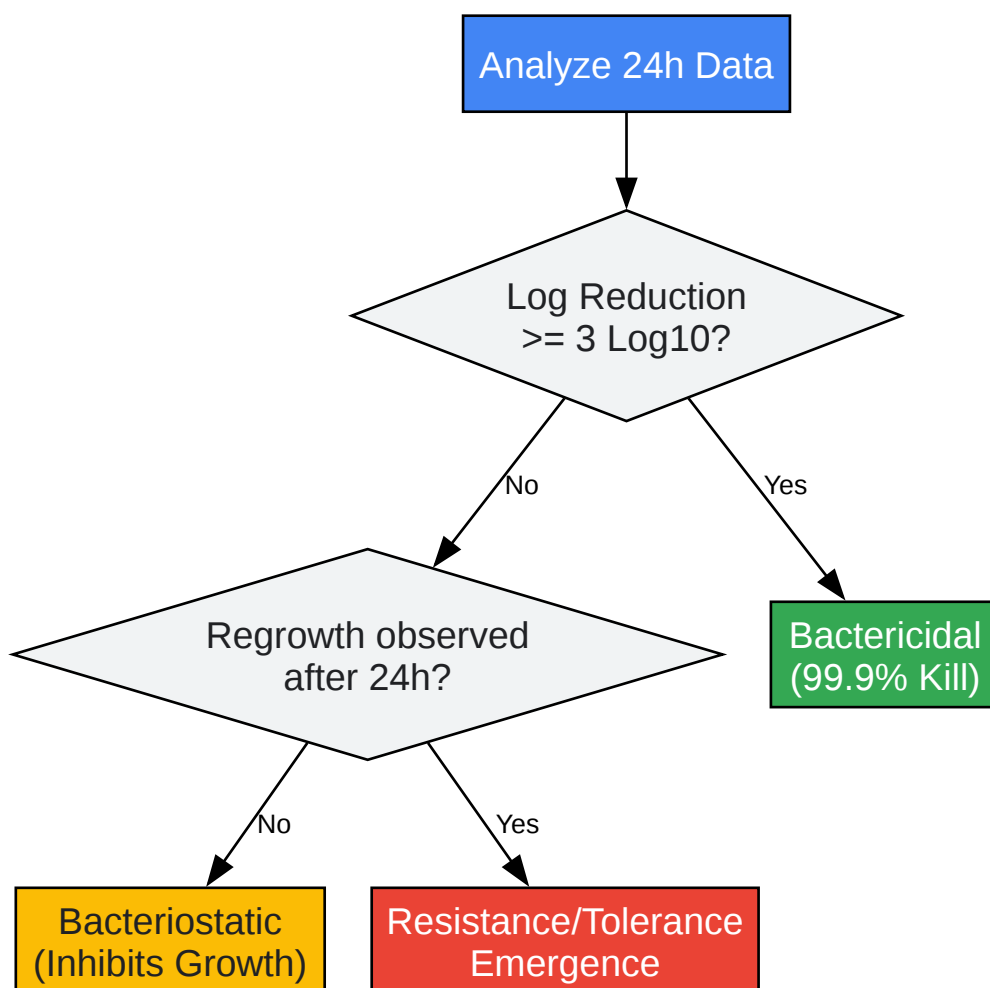 Analyze 24h Data
Log Reduction
>= 3 Log10?
No
Yes
Regrowth observed
after 24h?
Bactericidal
(99.9% Kill)
No
Yes
Bacteriostatic
(Inhibits Growth)
Resistance/Tolerance
Emergence